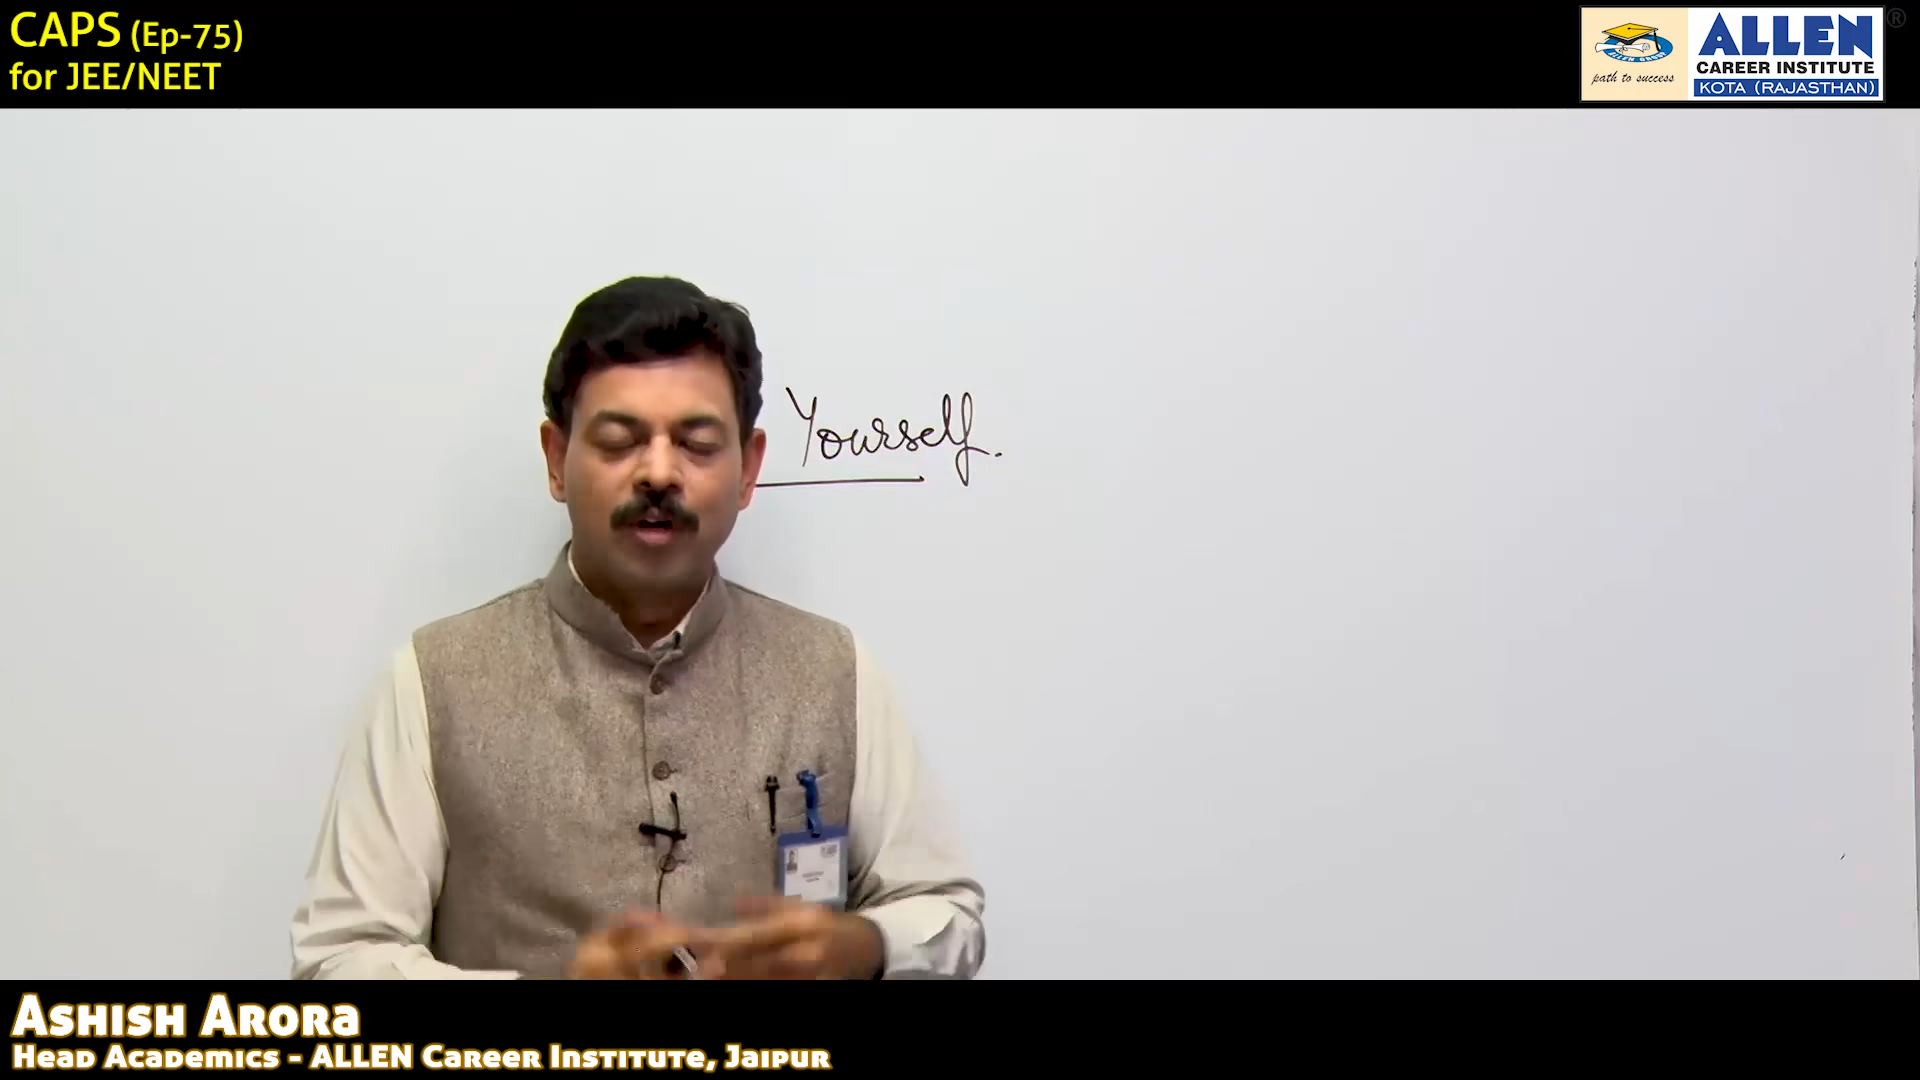 CAPS (Ep-75)
for JEE/NEET
path to success
ALLEN
®
CAREER INSTITUTE
KOTA (RAJASTHAN)
Yourself.
Ashish Arora
Head Academics - ALLEN Career Institute, Jaipur